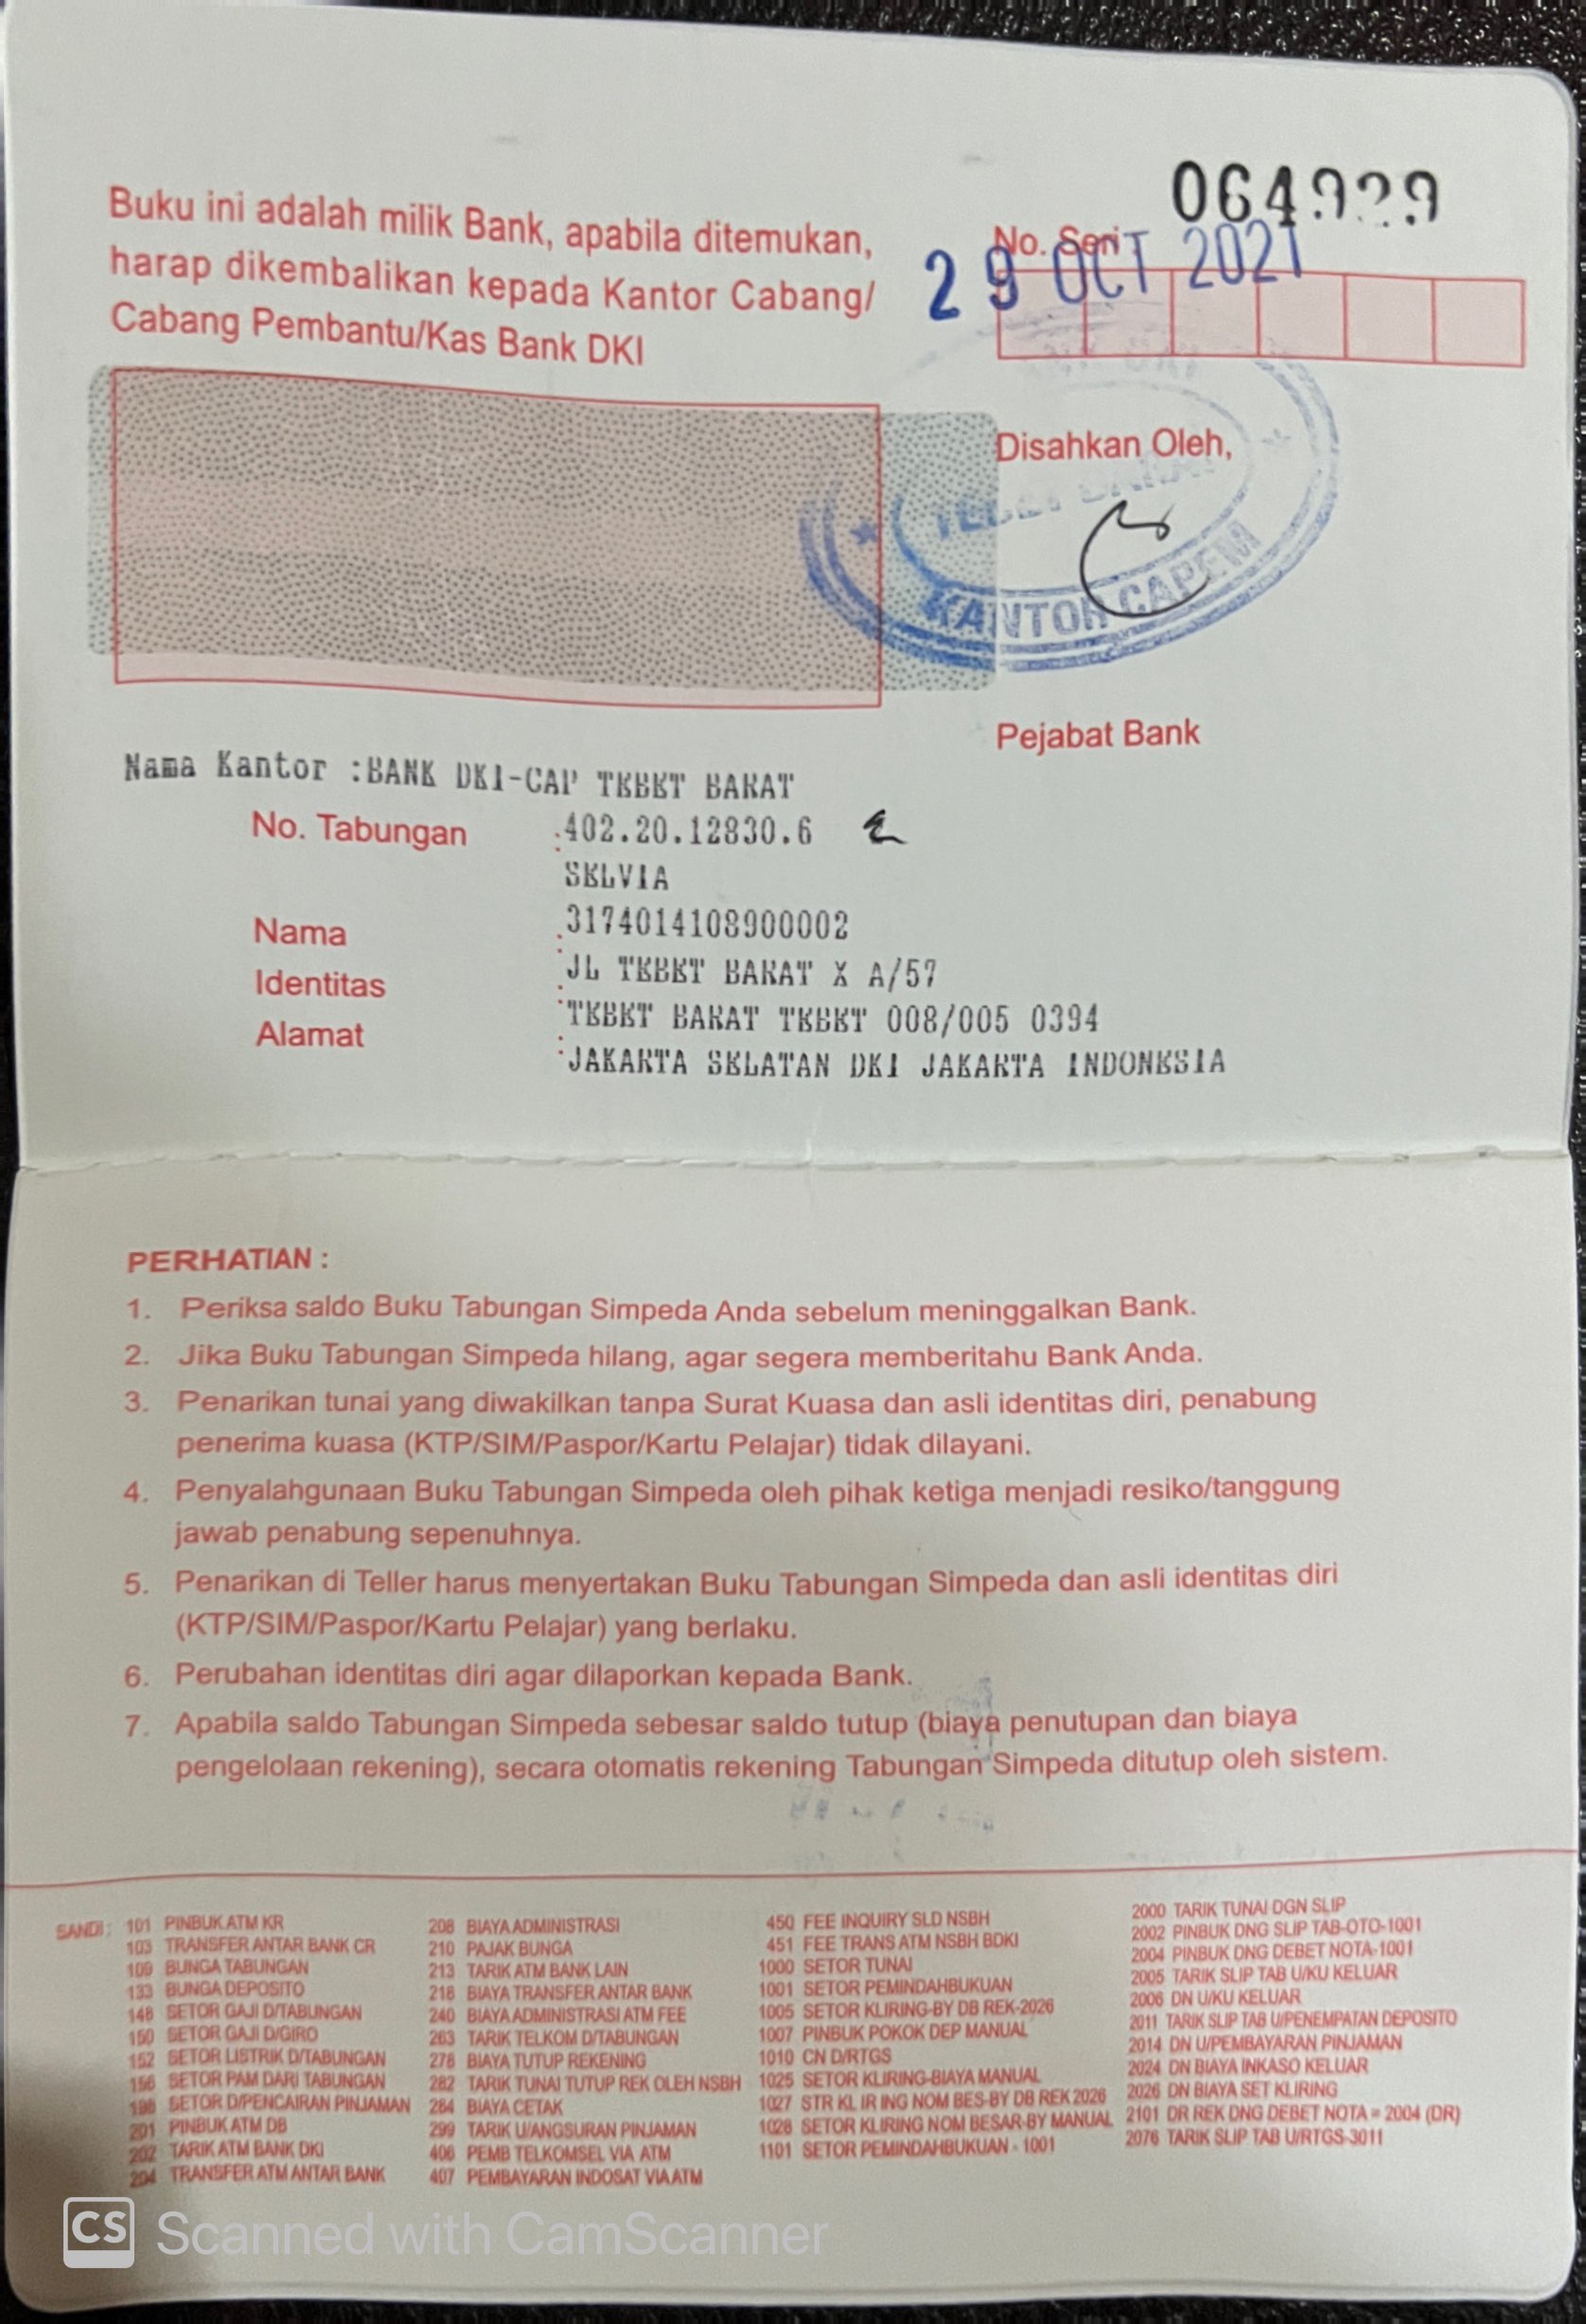 Buku ini adalah milik Bank, apabila ditemukan,
harap dikembalikan kepada Kantor Cabang/
Cabang Pembantu/Kas Bank DKI
064929
No. Seri
29 OCT 2021
Disahkan Oleh,
TEBET BARAT
KANTOR CAPEM
Pejabat Bank
Nama Kantor :BANK DKI-CAP TEBET BARAT
No. Tabungan :402.20.12830.6
SELVIA
Nama : 3174014108900002
Identitas : JL TEBET BARAT X A/57
Alamat : TEBET BARAT TEBET 008/005 0394
: JAKARTA SELATAN DKI JAKARTA INDONESIA
PERHATIAN :
1. Periksa saldo Buku Tabungan Simpeda Anda sebelum meninggalkan Bank.
2. Jika Buku Tabungan Simpeda hilang, agar segera memberitahu Bank Anda.
3. Penarikan tunai yang diwakilkan tanpa Surat Kuasa dan asli identitas diri, penabung
penerima kuasa (KTP/SIM/Paspor/Kartu Pelajar) tidak dilayani.
4. Penyalahgunaan Buku Tabungan Simpeda oleh pihak ketiga menjadi resiko/tanggung
jawab penabung sepenuhnya.
5. Penarikan di Teller harus menyertakan Buku Tabungan Simpeda dan asli identitas diri
(KTP/SIM/Paspor/Kartu Pelajar) yang berlaku.
6. Perubahan identitas diri agar dilaporkan kepada Bank.
7. Apabila saldo Tabungan Simpeda sebesar saldo tutup (biaya penutupan dan biaya
pengelolaan rekening), secara otomatis rekening Tabungan Simpeda ditutup oleh sistem.
SANDI : 101 PINBUK ATM KR
103 TRANSFER ANTAR BANK CR
109 BUNGA TABUNGAN
133 BUNGA DEPOSITO
148 SETOR GAJI D/TABUNGAN
150 SETOR GAJI D/GIRO
152 SETOR LISTRIK D/TABUNGAN
156 SETOR PAM DARI TABUNGAN
198 SETOR D/PENCAIRAN PINJAMAN
201 PINBUK ATM DB
202 TARIK ATM BANK DKI
204 TRANSFER ATM ANTAR BANK
208 BIAYA ADMINISTRASI
210 PAJAK BUNGA
213 TARIK ATM BANK LAIN
218 BIAYA TRANSFER ANTAR BANK
240 BIAYA ADMINISTRASI ATM FEE
263 TARIK TELKOM D/TABUNGAN
278 BIAYA TUTUP REKENING
282 TARIK TUNAI TUTUP REK OLEH NSBH
284 BIAYA CETAK
299 TARIK U/ANGSURAN PINJAMAN
406 PEMB TELKOMSEL VIA ATM
407 PEMBAYARAN INDOSAT VIA ATM
450 FEE INQUIRY SLD NSBH
451 FEE TRANS ATM NSBH BDKI
1000 SETOR TUNAI
1001 SETOR PEMINDAHBUKUAN
1005 SETOR KLIRING-BY DB REK-2026
1007 PINBUK POKOK DEP MANUAL
1010 CN D/RTGS
1025 SETOR KLIRING-BIAYA MANUAL
1027 STR KL IR ING NOM BES-BY DB REK 2026
1028 SETOR KLIRING NOM BESAR-BY MANUAL
1101 SETOR PEMINDAHBUKUAN - 1001
2000 TARIK TUNAI DGN SLIP
2002 PINBUK DNG SLIP TAB-OTO-1001
2004 PINBUK DNG DEBET NOTA-1001
2005 TARIK SLIP TAB U/KU KELUAR
2006 DN U/KU KELUAR
2011 TARIK SLIP TAB U/PENEMPATAN DEPOSITO
2014 DN U/PEMBAYARAN PINJAMAN
2024 DN BIAYA INKASO KELUAR
2026 DN BIAYA SET KLIRING
2101 DR REK DNG DEBET NOTA = 2004 (DR)
2076 TARIK SLIP TAB U/RTGS-3011
CS Scanned with CamScanner